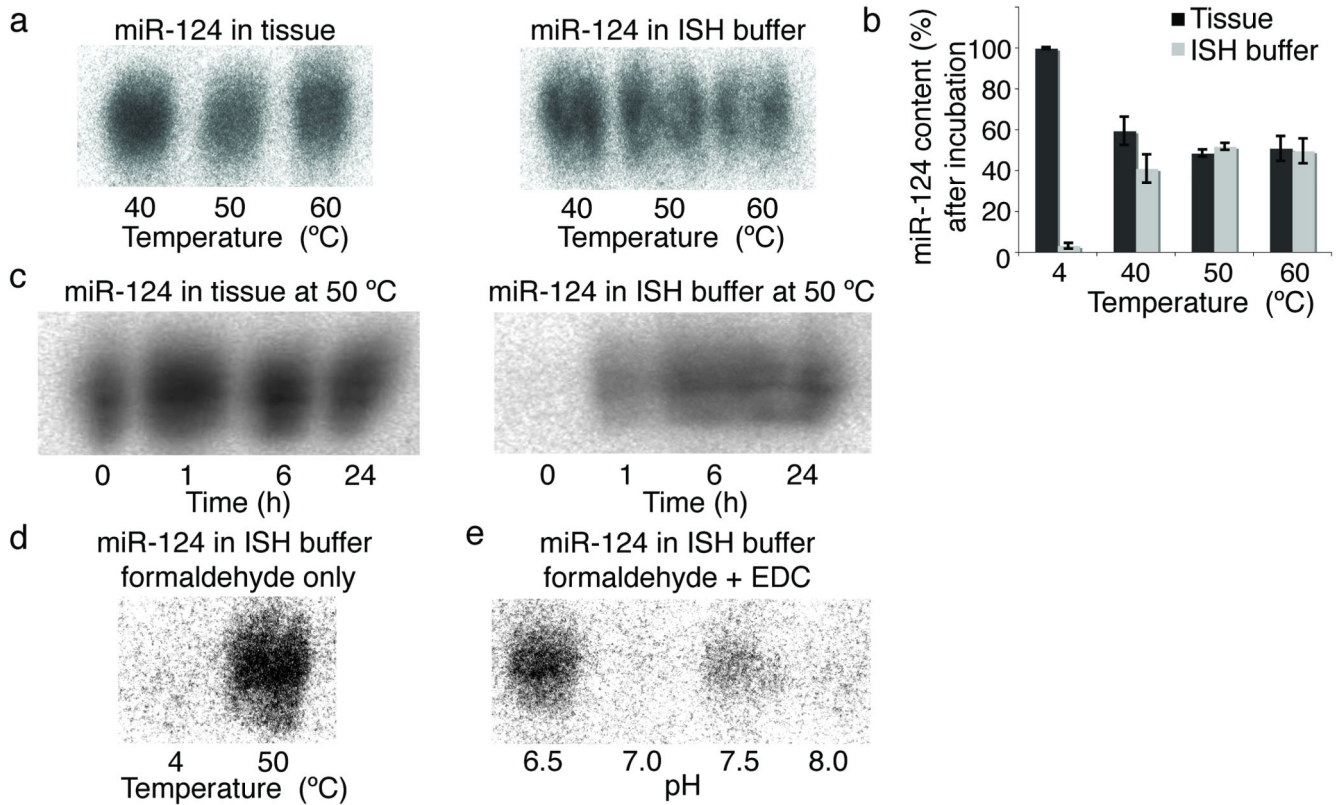 a
miR-124 in tissue
40 50 60
Temperature (ºC)
miR-124 in ISH buffer
40 50 60
Temperature (ºC)
b
miR-124 content (%)
after incubation
100
80
60
40
20
0
Tissue
ISH buffer
4 40 50 60
Temperature (ºC)
c
miR-124 in tissue at 50 ºC
0 1 6 24
Time (h)
miR-124 in ISH buffer at 50 ºC
0 1 6 24
Time (h)
d
miR-124 in ISH buffer
formaldehyde only
4 50
Temperature (ºC)
e
miR-124 in ISH buffer
formaldehyde + EDC
6.5 7.0 7.5 8.0
pH